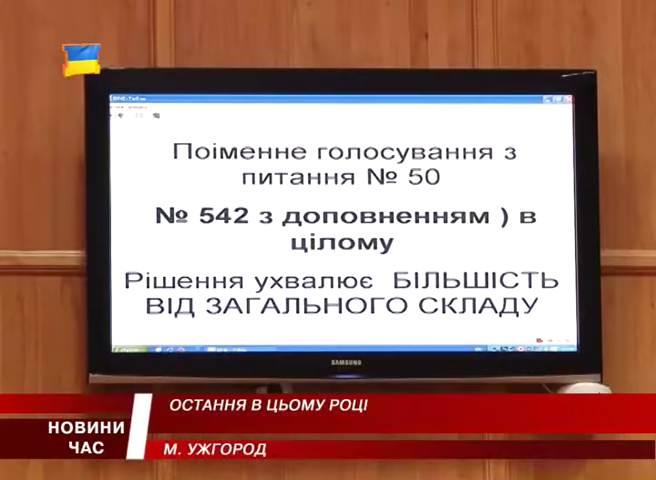 Поіменне голосування з
питання № 50
№ 542 з доповненням ) в
цілому
Рішення ухвалює БІЛЬШІСТЬ
ВІД ЗАГАЛЬНОГО СКЛАДУ
SAMSUNG
ОСТАННЯ В ЦЬОМУ РОЦІ
НОВИНИ
ЧАС
М. УЖГОРОД